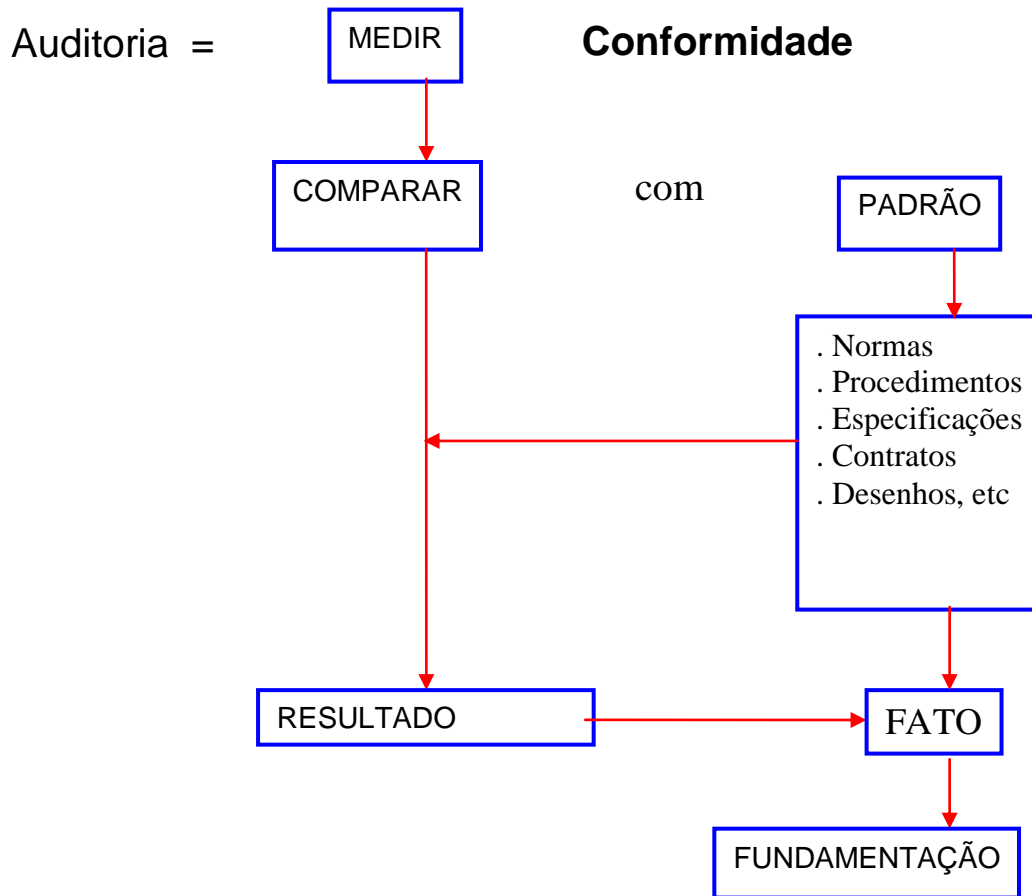 Auditoria = MEDIR Conformidade
COMPARAR com PADRÃO
. Normas
. Procedimentos
. Especificações
. Contratos
. Desenhos, etc
RESULTADO FATO
FUNDAMENTAÇÃO